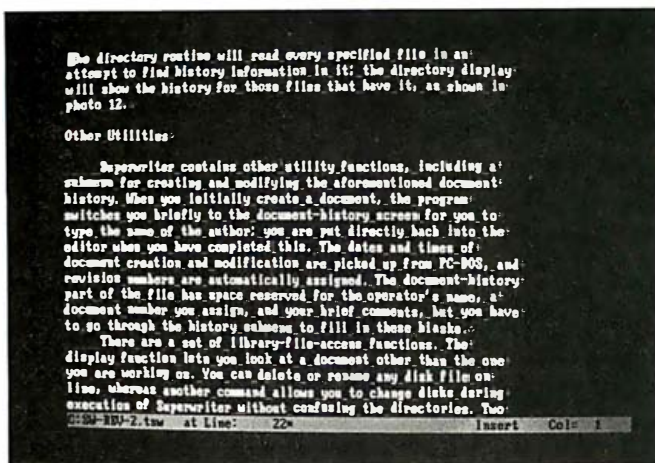 The directory routine will read every specified file in an
attempt to find history information in it; the directory display
will show the history for those files that have it, as shown in
photo 12.
Other Utilities
Superwriter contains other utility functions, including a
submenu for creating and modifying the aforementioned document
history. When you initially create a document, the program
switches you briefly to the document-history screen for you to
type the name of the author; you are put directly back into the
editor when you have completed this. The dates and times of
document creation and modification are picked up from PC-DOS, and
revision numbers are automatically assigned. The document-history
part of the file has space reserved for the operator's name, a
document number you assign, and your brief comments, but you have
to go through the history submenu to fill in these blanks.
There are a set of library-file-access functions. The
display function lets you look at a document other than the one
you are working on. You can delete or rename any disk file on-
line, whereas another command allows you to change disks during
execution of Superwriter without confusing the directories. Two
SW-REV-2.tsw at Line: 22* Insert Col= 1